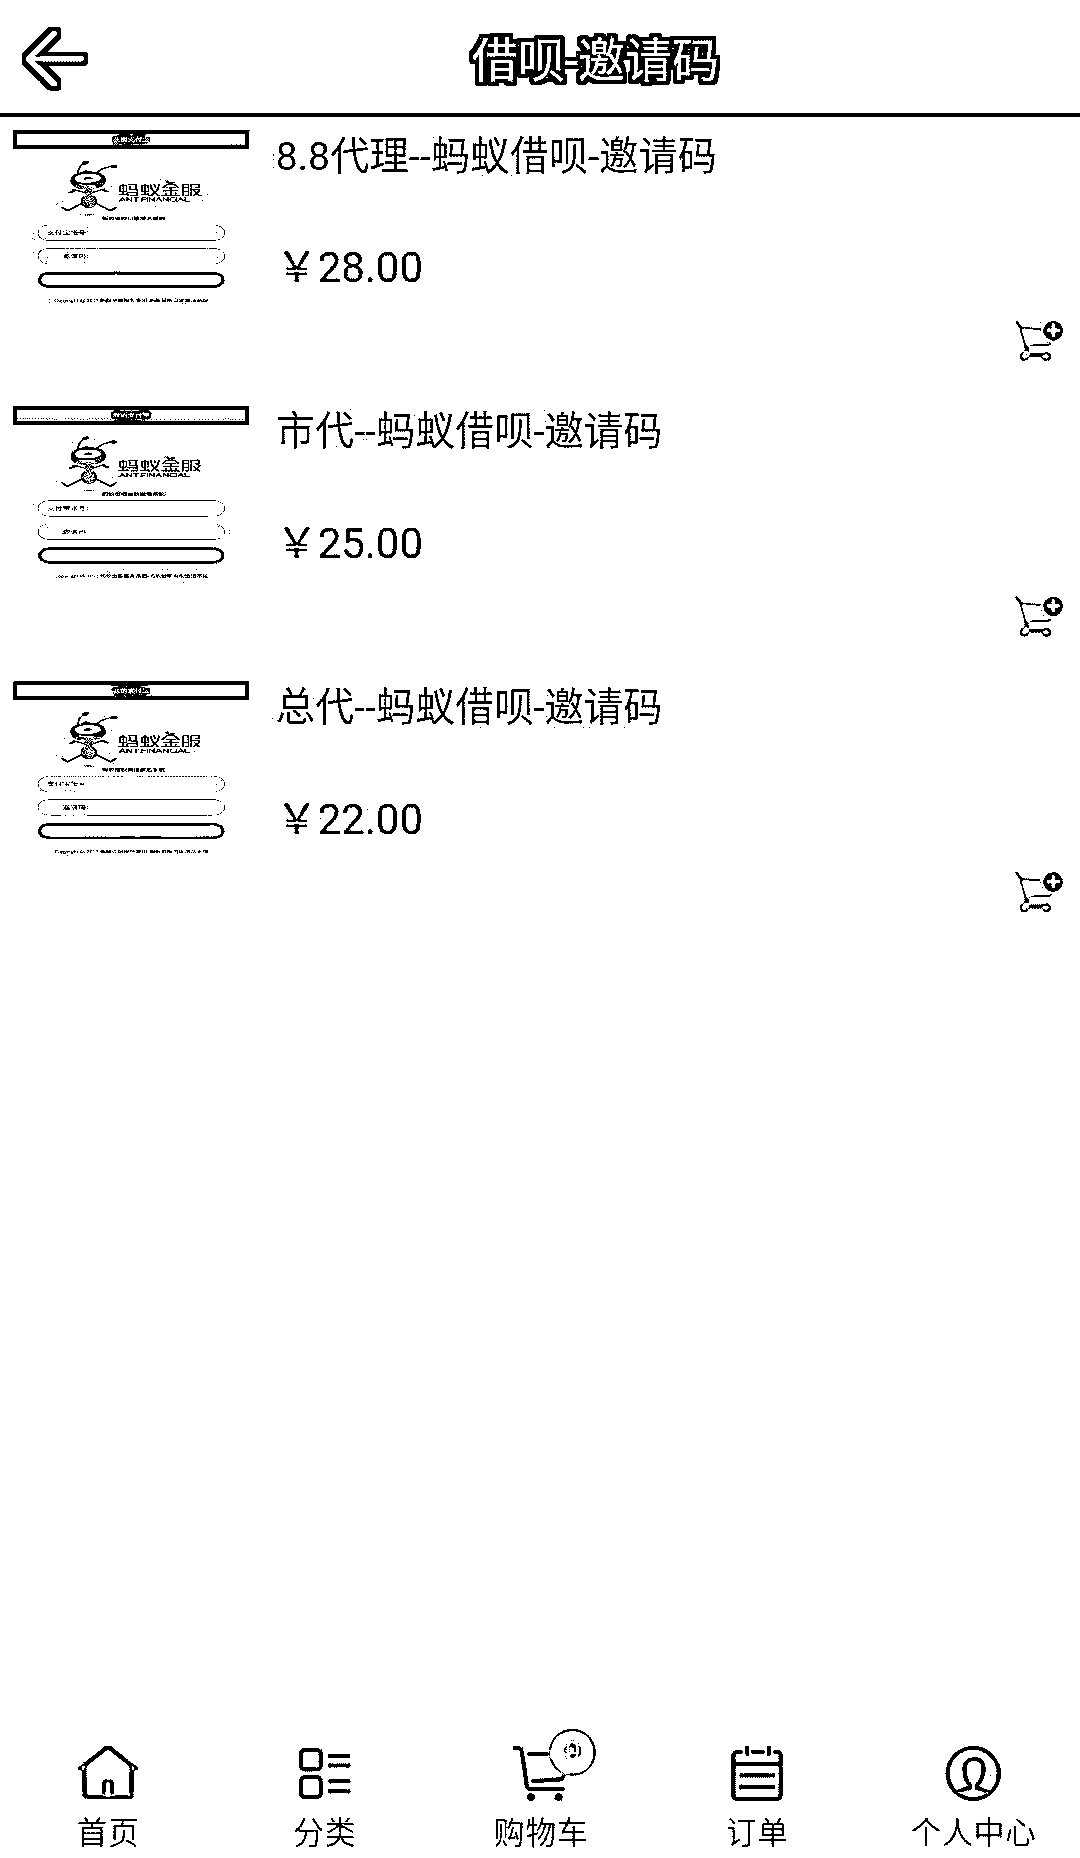 借呗-邀请码
8.8代理--蚂蚁借呗-邀请码
蚂蚁金服
ANT FINANCIAL
¥28.00
市代--蚂蚁借呗-邀请码
蚂蚁金服
ANT FINANCIAL
¥25.00
总代--蚂蚁借呗-邀请码
蚂蚁金服
ANT FINANCIAL
¥22.00
首页
分类
购物车
订单
个人中心